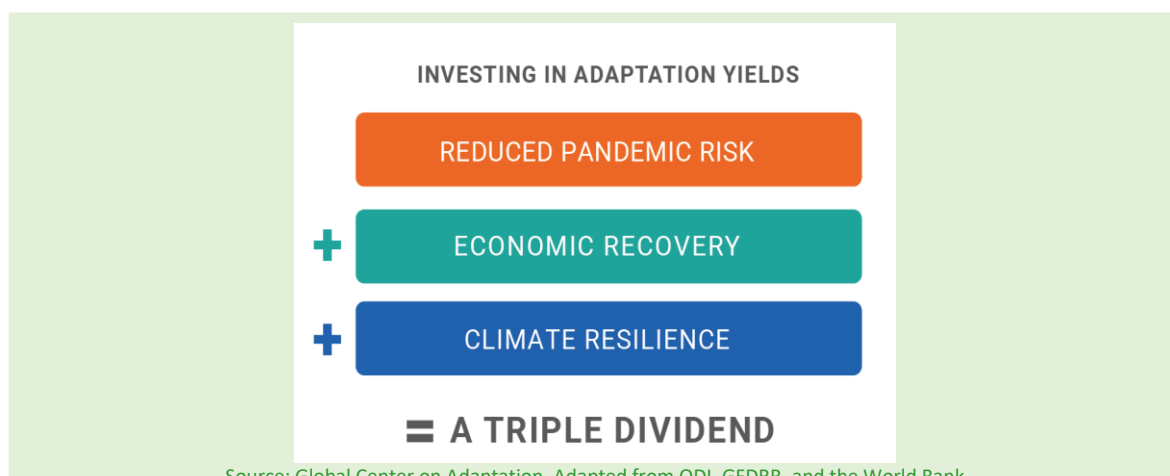 INVESTING IN ADAPTATION YIELDS
REDUCED PANDEMIC RISK
+ ECONOMIC RECOVERY
+ CLIMATE RESILIENCE
= A TRIPLE DIVIDEND
Source: Global Center on Adaptation. Adapted from ODI, GFDRR, and the World Bank